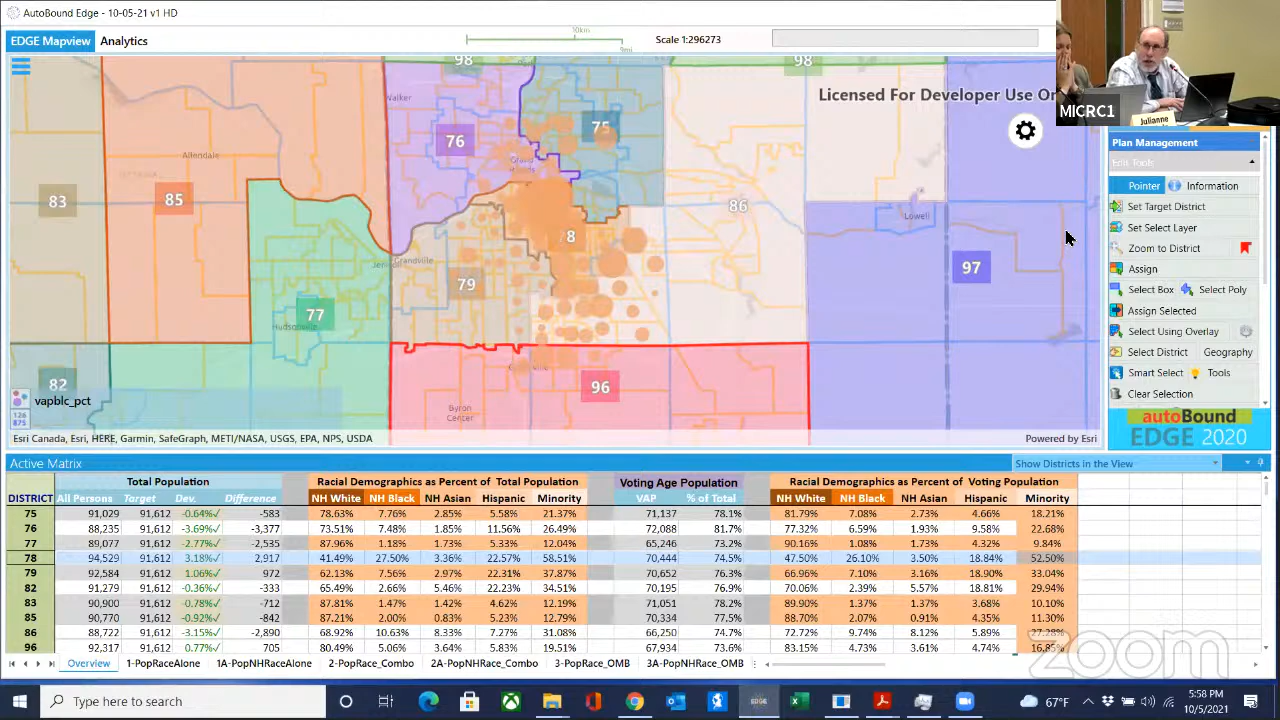 AutoBound Edge - 10-05-21 v1 HD
EDGE Mapview Analytics
10km
9mi
Scale 1:296273
98 98
Licensed For Developer Use On
MICRC1
Julianne
Walker
76
75
Grand
Allendale
83
85
86
Lowell
8
97
Grandville
79
77
Hudsonville
82
96
Byron
Center
vapblc_pct
126
875
Esri Canada, Esri, HERE, Garmin, SafeGraph, METI/NASA, USGS, EPA, NPS, USDA
Powered by Esri
Plan Management
Edit Tools
Pointer Information
Set Target District
Set Select Layer
Zoom to District
Assign
Select Box Select Poly
Assign Selected
Select Using Overlay
Select District Geography
Smart Select Tools
Clear Selection
autoBound
EDGE 2020
Active Matrix Show Districts in the View
Total Population Racial Demographics as Percent of Total Population Voting Age Population Racial Demographics as Percent of Voting Population
DISTRICT All Persons Target Dev. Difference NH White NH Black NH Asian Hispanic Minority VAP % of Total NH White NH Black NH Asian Hispanic Minority
75 91,029 91,612 -0.64%✓ -583 78.63% 7.76% 2.85% 5.58% 21.37% 71,137 78.1% 81.79% 7.08% 2.73% 4.66% 18.21%
76 88,235 91,612 -3.69%✓ -3,377 73.51% 7.48% 1.85% 11.56% 26.49% 72,088 81.7% 77.32% 6.59% 1.93% 9.58% 22.68%
77 89,077 91,612 -2.77%✓ -2,535 87.96% 1.18% 1.73% 5.33% 12.04% 65,246 73.2% 90.16% 1.08% 1.73% 4.32% 9.84%
78 94,529 91,612 3.18%✓ 2,917 41.49% 27.50% 3.36% 22.57% 58.51% 70,444 74.5% 47.50% 26.10% 3.50% 18.84% 52.50%
79 92,584 91,612 1.06%✓ 972 62.13% 7.56% 2.97% 22.31% 37.87% 70,652 76.3% 66.96% 7.10% 3.16% 18.90% 33.04%
82 91,279 91,612 -0.36%✓ -333 65.49% 2.66% 5.46% 22.23% 34.51% 70,195 76.9% 70.06% 2.39% 5.57% 18.81% 29.94%
83 90,900 91,612 -0.78%✓ -712 87.81% 1.47% 1.42% 4.62% 12.19% 71,051 78.2% 89.90% 1.37% 1.37% 3.68% 10.10%
85 90,770 91,612 -0.92%✓ -842 87.21% 2.00% 0.83% 5.23% 12.79% 70,334 77.5% 88.70% 2.07% 0.91% 4.35% 11.30%
86 88,722 91,612 -3.15%✓ -2,890 68.92% 10.63% 8.33% 7.27% 31.08% 66,250 74.7% 72.72% 9.74% 8.12% 5.89% 27.28%
96 92,317 91,612 0.77%✓ 705 80.49% 5.06% 3.64% 5.83% 19.51% 67,934 73.6% 83.15% 4.73% 3.61% 4.74% 16.85%
zoom
Overview 1-PopRaceAlone 1A-PopNHRaceAlone 2-PopRace_Combo 2A-PopNHRace_Combo 3-PopRace_OMB 3A-PopNHRace_OMB
Type here to search
67°F
5:58 PM
10/5/2021